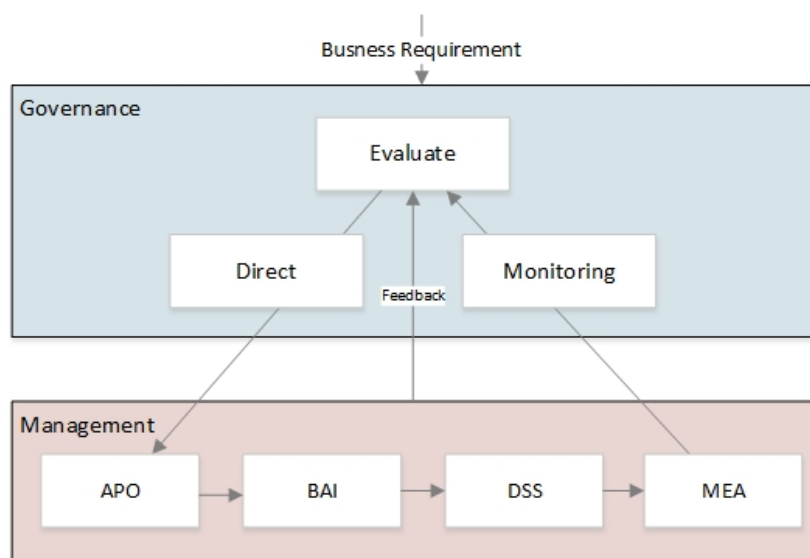 Busness Requirement
Governance
Evaluate
Direct
Monitoring
Feedback
Management
APO
BAI
DSS
MEA